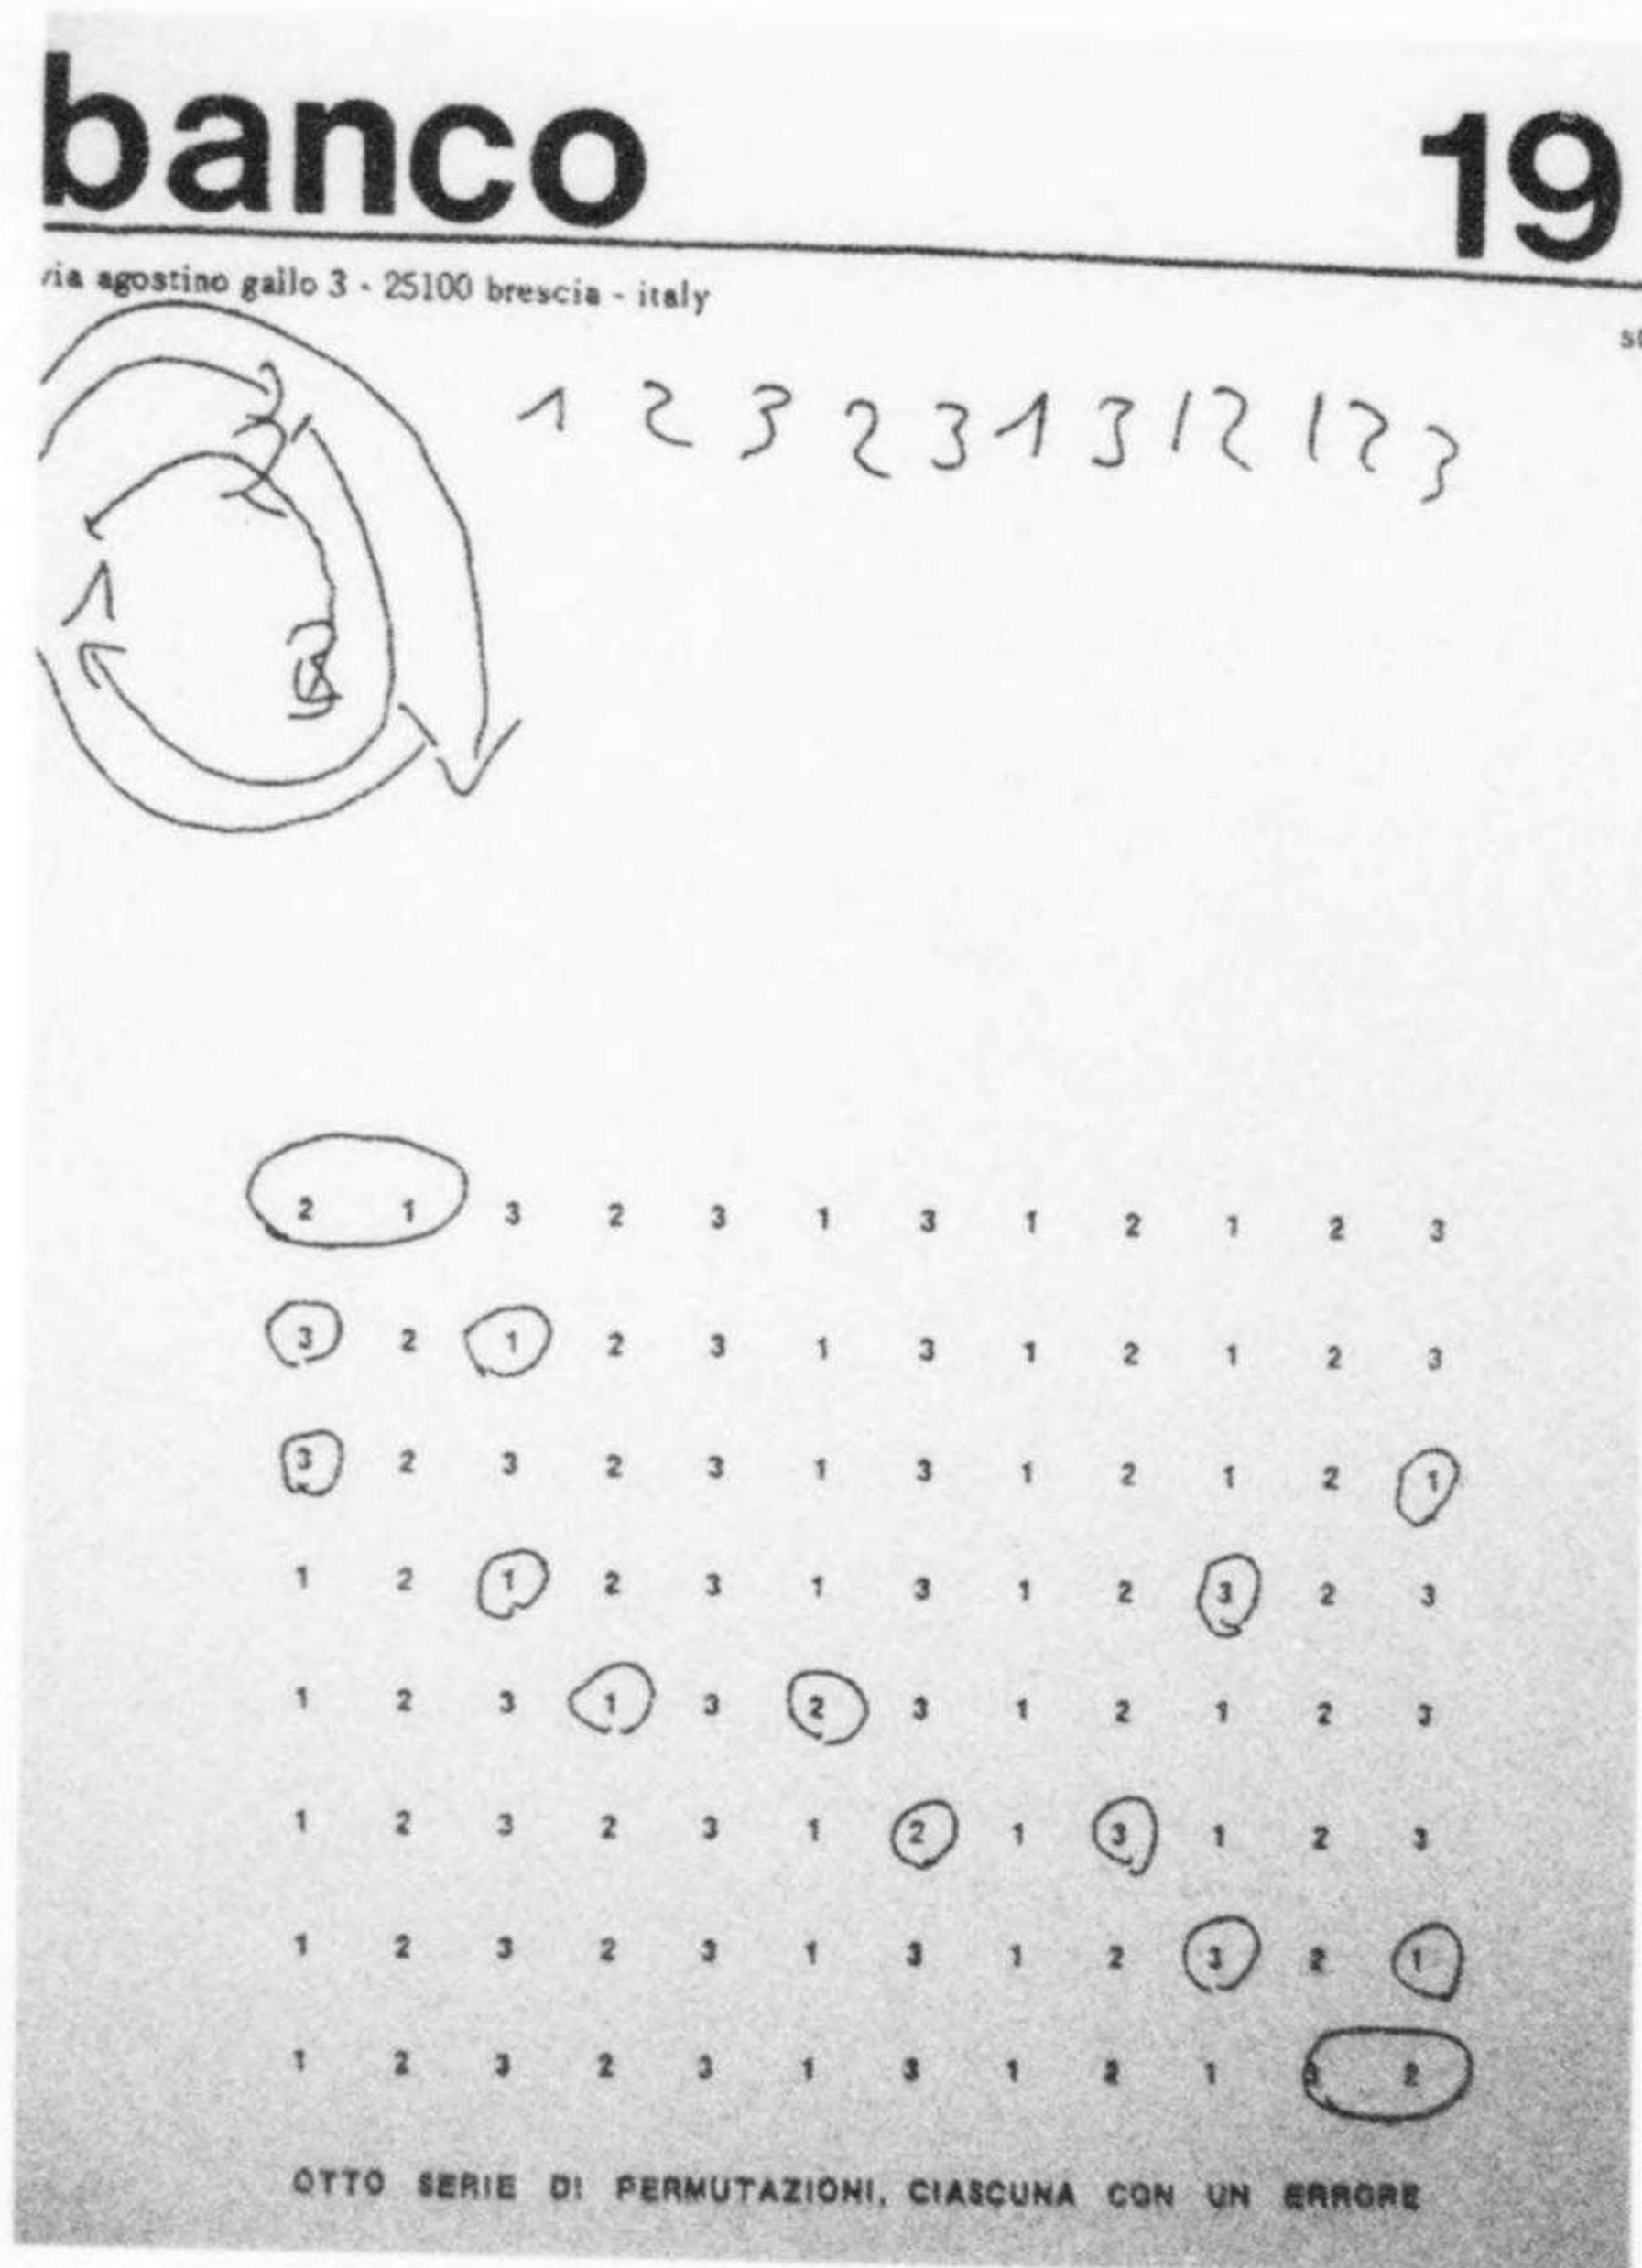 banco 19
via agostino gallo 3 - 25100 brescia - italy
1 2 3 2 3 1 3 1 2 1 2 3
3
1
2 1 3 2 3 1 3 1 2 1 2 3
3 2 1 2 3 1 3 1 2 1 2 3
3 2 3 2 3 1 3 1 2 1 2 1
1 2 1 2 3 1 3 1 2 3 2 3
1 2 3 1 3 2 3 1 2 1 2 3
1 2 3 2 3 1 2 1 3 1 2 3
1 2 3 2 3 1 3 1 2 3 2 1
1 2 3 2 3 1 3 1 2 1 3 2
OTTO SERIE DI PERMUTAZIONI, CIASCUNA CON UN ERRORE